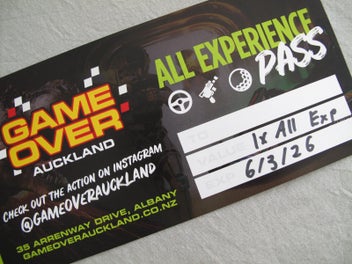 ALL EXPERIENCE
PASS
GAME
OVER
AUCKLAND
CHECK OUT THE ACTION ON INSTAGRAM
@GAMEOVERAUCKLAND
35 ARRENWAY DRIVE, ALBANY
GAMEOVERAUCKLAND.CO.NZ
TO
VALUE 1x All Exp
EXP 6/3/26